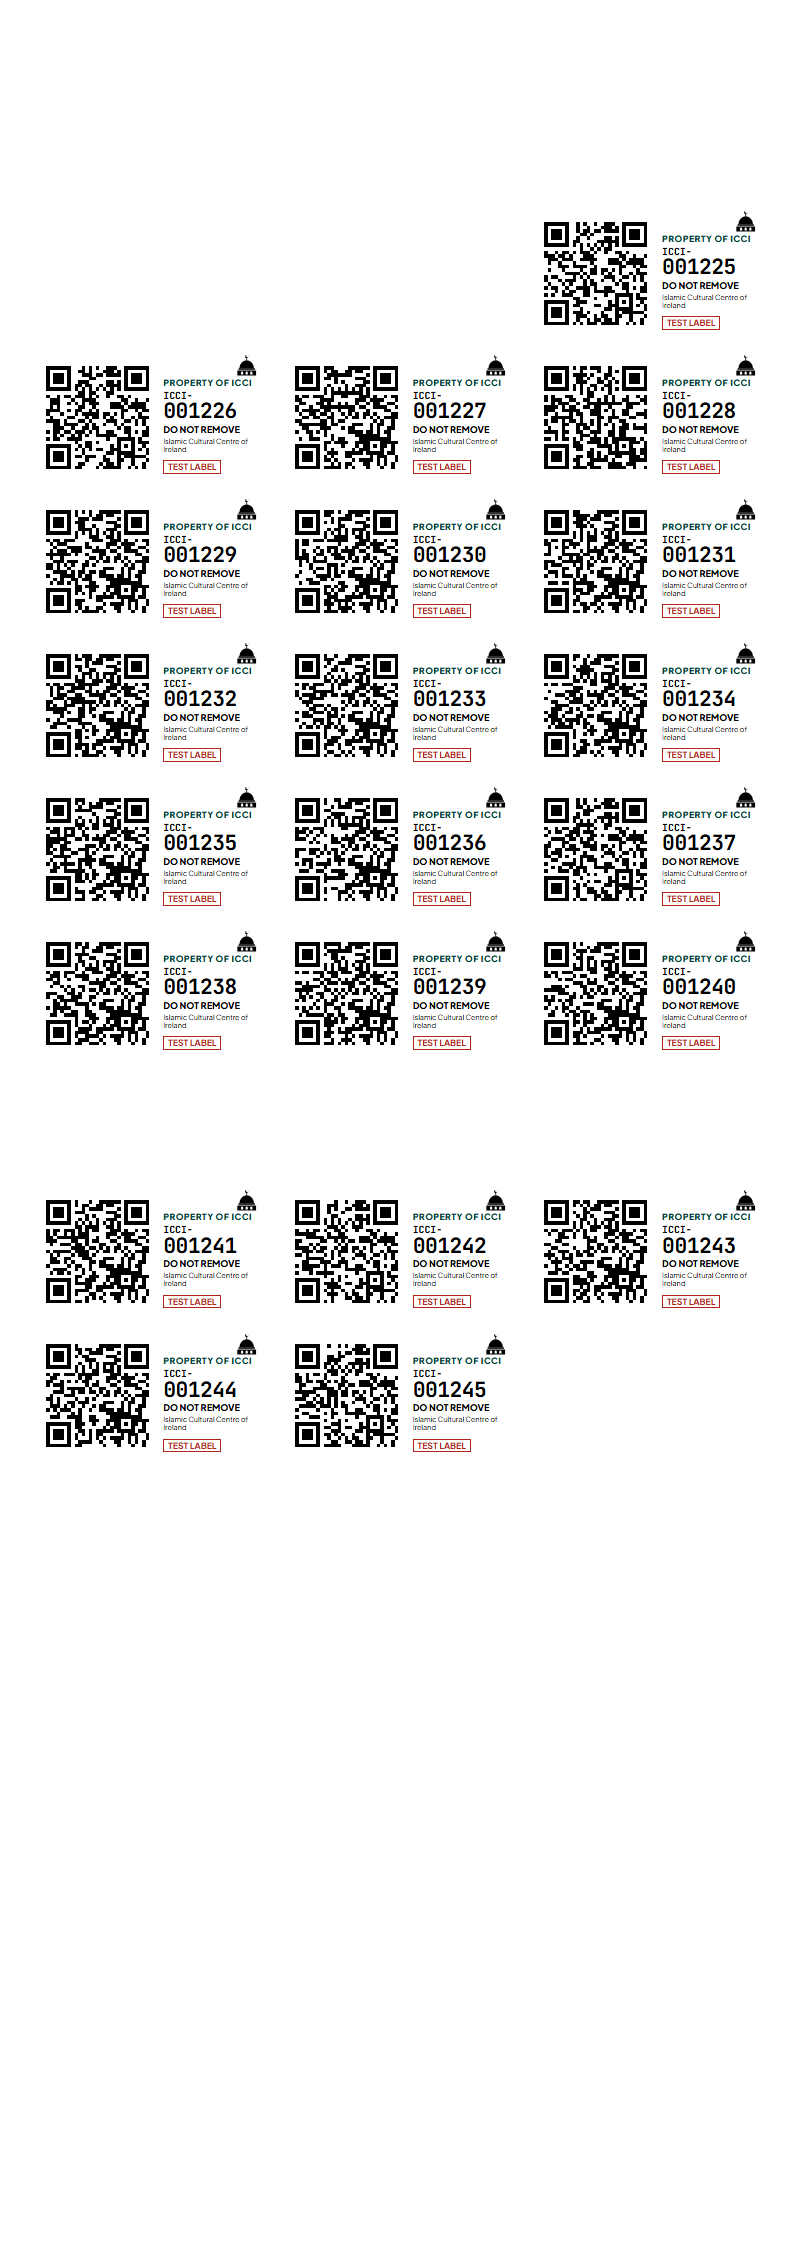 PROPERTY OF ICCI
ICCI-
001225
DO NOT REMOVE
Islamic Cultural Centre of
Ireland
TEST LABEL
PROPERTY OF ICCI
ICCI-
001226
DO NOT REMOVE
Islamic Cultural Centre of
Ireland
TEST LABEL
PROPERTY OF ICCI
ICCI-
001227
DO NOT REMOVE
Islamic Cultural Centre of
Ireland
TEST LABEL
PROPERTY OF ICCI
ICCI-
001228
DO NOT REMOVE
Islamic Cultural Centre of
Ireland
TEST LABEL
PROPERTY OF ICCI
ICCI-
001229
DO NOT REMOVE
Islamic Cultural Centre of
Ireland
TEST LABEL
PROPERTY OF ICCI
ICCI-
001230
DO NOT REMOVE
Islamic Cultural Centre of
Ireland
TEST LABEL
PROPERTY OF ICCI
ICCI-
001231
DO NOT REMOVE
Islamic Cultural Centre of
Ireland
TEST LABEL
PROPERTY OF ICCI
ICCI-
001232
DO NOT REMOVE
Islamic Cultural Centre of
Ireland
TEST LABEL
PROPERTY OF ICCI
ICCI-
001233
DO NOT REMOVE
Islamic Cultural Centre of
Ireland
TEST LABEL
PROPERTY OF ICCI
ICCI-
001234
DO NOT REMOVE
Islamic Cultural Centre of
Ireland
TEST LABEL
PROPERTY OF ICCI
ICCI-
001235
DO NOT REMOVE
Islamic Cultural Centre of
Ireland
TEST LABEL
PROPERTY OF ICCI
ICCI-
001236
DO NOT REMOVE
Islamic Cultural Centre of
Ireland
TEST LABEL
PROPERTY OF ICCI
ICCI-
001237
DO NOT REMOVE
Islamic Cultural Centre of
Ireland
TEST LABEL
PROPERTY OF ICCI
ICCI-
001238
DO NOT REMOVE
Islamic Cultural Centre of
Ireland
TEST LABEL
PROPERTY OF ICCI
ICCI-
001239
DO NOT REMOVE
Islamic Cultural Centre of
Ireland
TEST LABEL
PROPERTY OF ICCI
ICCI-
001240
DO NOT REMOVE
Islamic Cultural Centre of
Ireland
TEST LABEL
PROPERTY OF ICCI
ICCI-
001241
DO NOT REMOVE
Islamic Cultural Centre of
Ireland
TEST LABEL
PROPERTY OF ICCI
ICCI-
001242
DO NOT REMOVE
Islamic Cultural Centre of
Ireland
TEST LABEL
PROPERTY OF ICCI
ICCI-
001243
DO NOT REMOVE
Islamic Cultural Centre of
Ireland
TEST LABEL
PROPERTY OF ICCI
ICCI-
001244
DO NOT REMOVE
Islamic Cultural Centre of
Ireland
TEST LABEL
PROPERTY OF ICCI
ICCI-
001245
DO NOT REMOVE
Islamic Cultural Centre of
Ireland
TEST LABEL